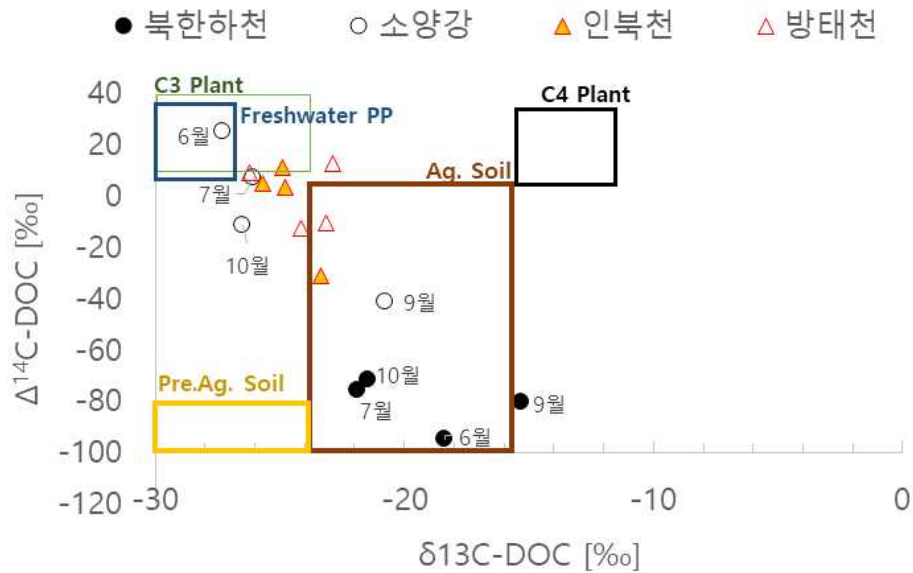 ● 북한하천 ○ 소양강 ▲ 인북천 △ 방태천
C3 Plant
C4 Plant
Freshwater PP
Ag. Soil
Pre.Ag. Soil
6월
7월
10월
9월
10월
7월
6월
9월
40
20
0
-20
-40
-60
-80
-100
-120
-30 -20 -10 0
Δ¹⁴C-DOC [‰]
δ13C-DOC [‰]